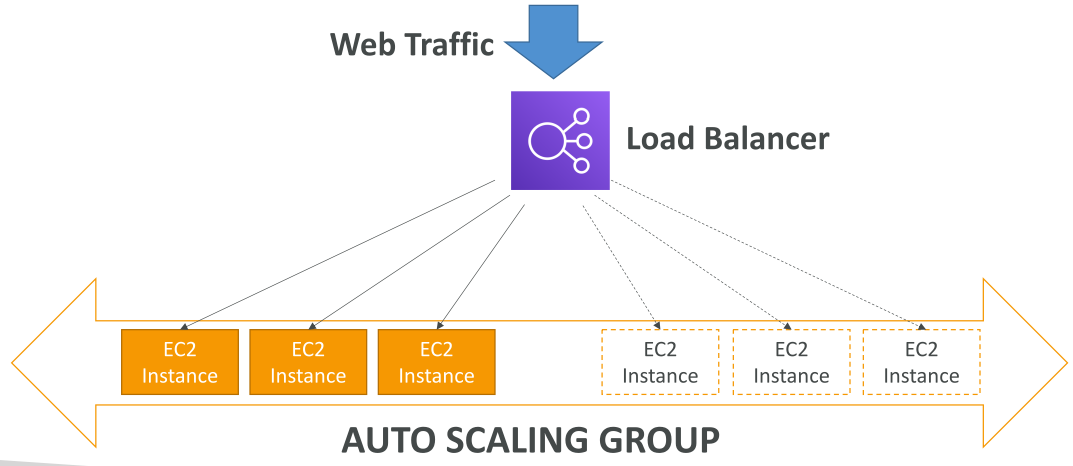 Web Traffic
Load Balancer
EC2
Instance
EC2
Instance
EC2
Instance
EC2
Instance
EC2
Instance
EC2
Instance
AUTO SCALING GROUP